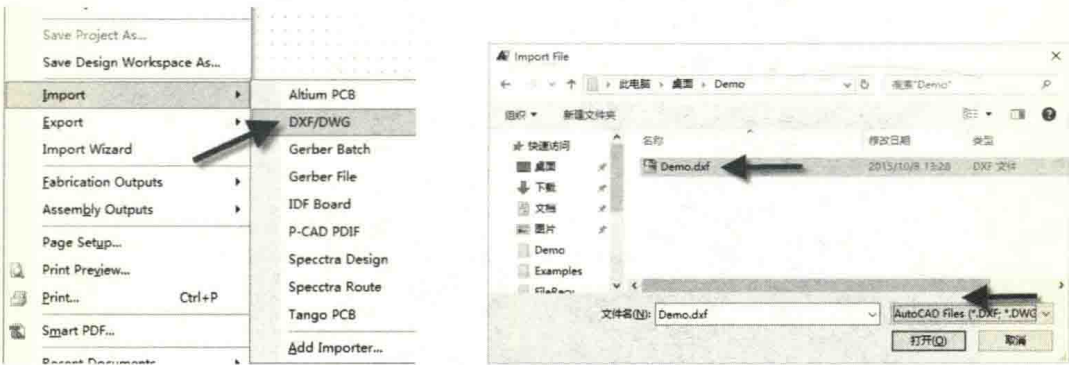 Save Project As...
Save Design Workspace As...
Import
Export
Import Wizard
Fabrication Outputs
Assembly Outputs
Page Setup...
Print Preview...
Print... Ctrl+P
Smart PDF...
Recent Documents
Altium PCB
DXF/DWG
Gerber Batch
Gerber File
IDF Board
P-CAD PDIF
Specctra Design
Specctra Route
Tango PCB
Add Importer...
Import File
此电脑 › 桌面 › Demo
搜索"Demo"
组织 新建文件夹
快速访问
桌面
下载
文档
图片
Demo
Examples
名称 修改日期 类型
Demo.dxf 2015/10/8 13:28 DXF 文件
文件名(N): Demo.dxf
AutoCAD Files (*.DXF; *.DWG
打开(O) 取消